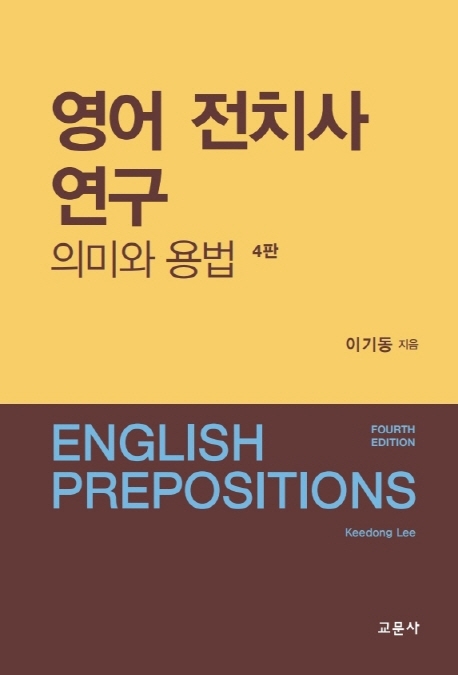 영어 전치사
연구
의미와 용법 4판
이기동 지음
ENGLISH
FOURTH
EDITION
PREPOSITIONS
Keedong Lee
교문사